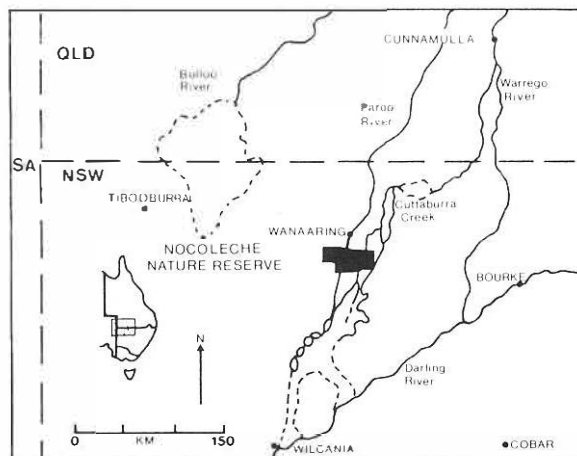 QLD
CUNNAMULLA
Bulloo
River
Warrego
River
Paroo
River
SA
NSW
TIBOOBURRA
Cuttaburra
Creek
WANAARING
NOCOLECHE
NATURE RESERVE
BOURKE
N
Darling
River
0
150
KM
WILCANIA
COBAR